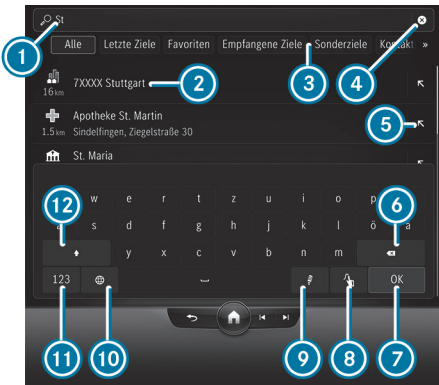 St
Alle Letzte Ziele Favoriten Empfangene Ziele Sonderziele Kontakt »
1 2 3 4
7XXXX Stuttgart
16 km
Apotheke St. Martin
1.5 km Sindelfingen, Ziegelstraße 30
5
St. Maria
w e r t z u i o p
12 6
s d f g h j k l ö ä
y x c v b n m
123 OK
11 10 9 8 7